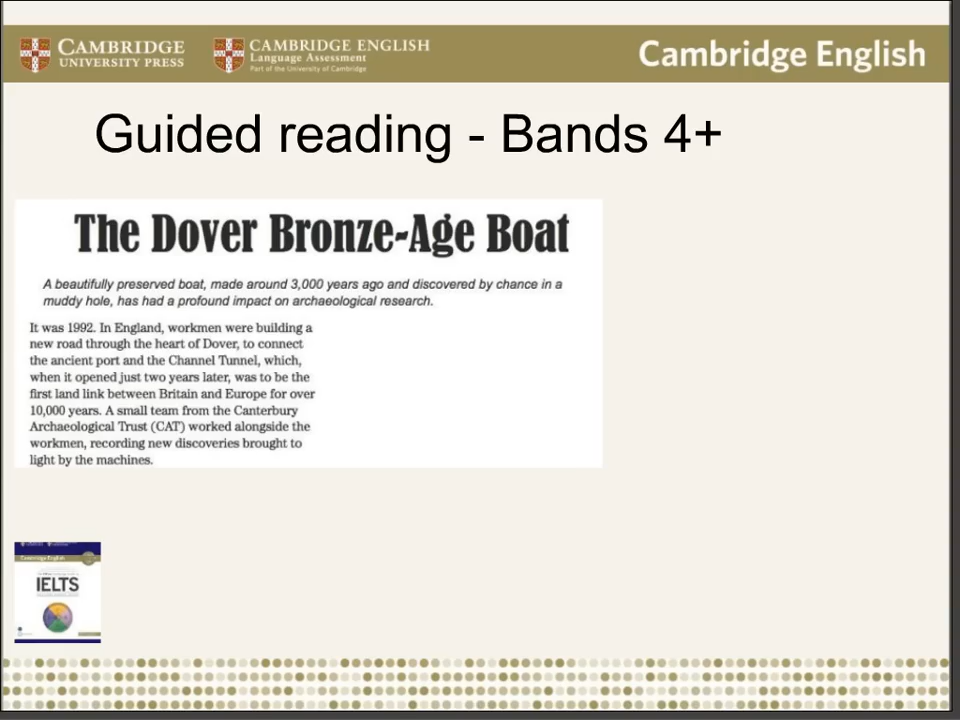 CAMBRIDGE
UNIVERSITY PRESS
CAMBRIDGE ENGLISH
Language Assessment
Part of the University of Cambridge
Cambridge English
Guided reading - Bands 4+
The Dover Bronze-Age Boat
A beautifully preserved boat, made around 3,000 years ago and discovered by chance in a
muddy hole, has had a profound impact on archaeological research.
It was 1992. In England, workmen were building a
new road through the heart of Dover, to connect
the ancient port and the Channel Tunnel, which,
when it opened just two years later, was to be the
first land link between Britain and Europe for over
10,000 years. A small team from the Canterbury
Archaeological Trust (CAT) worked alongside the
workmen, recording new discoveries brought to
light by the machines.
Cambridge English
IELTS